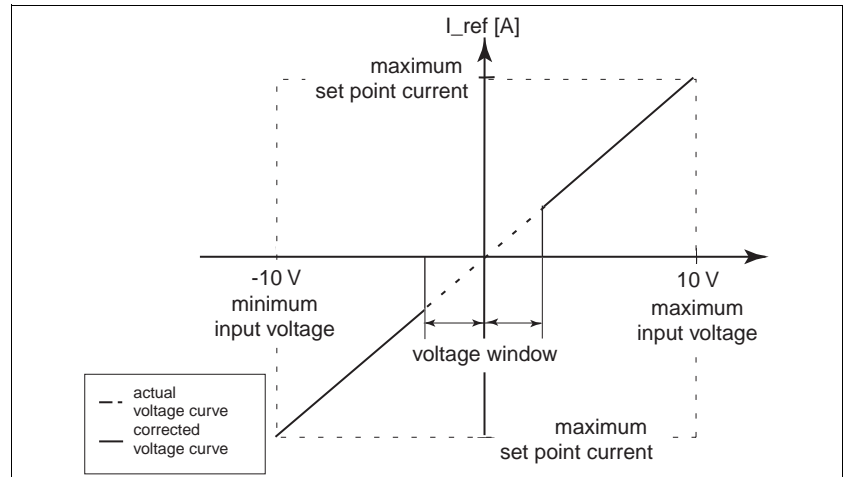 I_ref [A]
maximum
set point current
-10 V
minimum
input voltage
10 V
maximum
input voltage
voltage window
actual
voltage curve
corrected
voltage curve
maximum
set point current